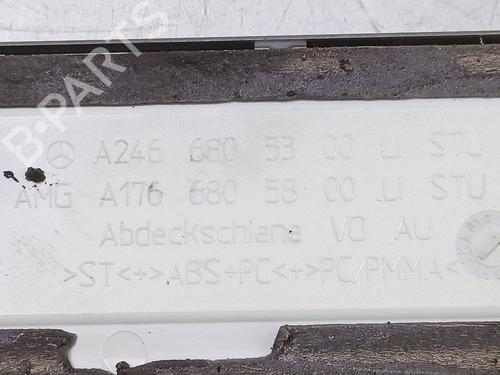 A246 680 53 00 LI STU
AMG A176 680 58 00 LI STU
Abdeckschiene VO AU
>ST<+>ABS+PC<+>PC/PMMA<
B-PARTS